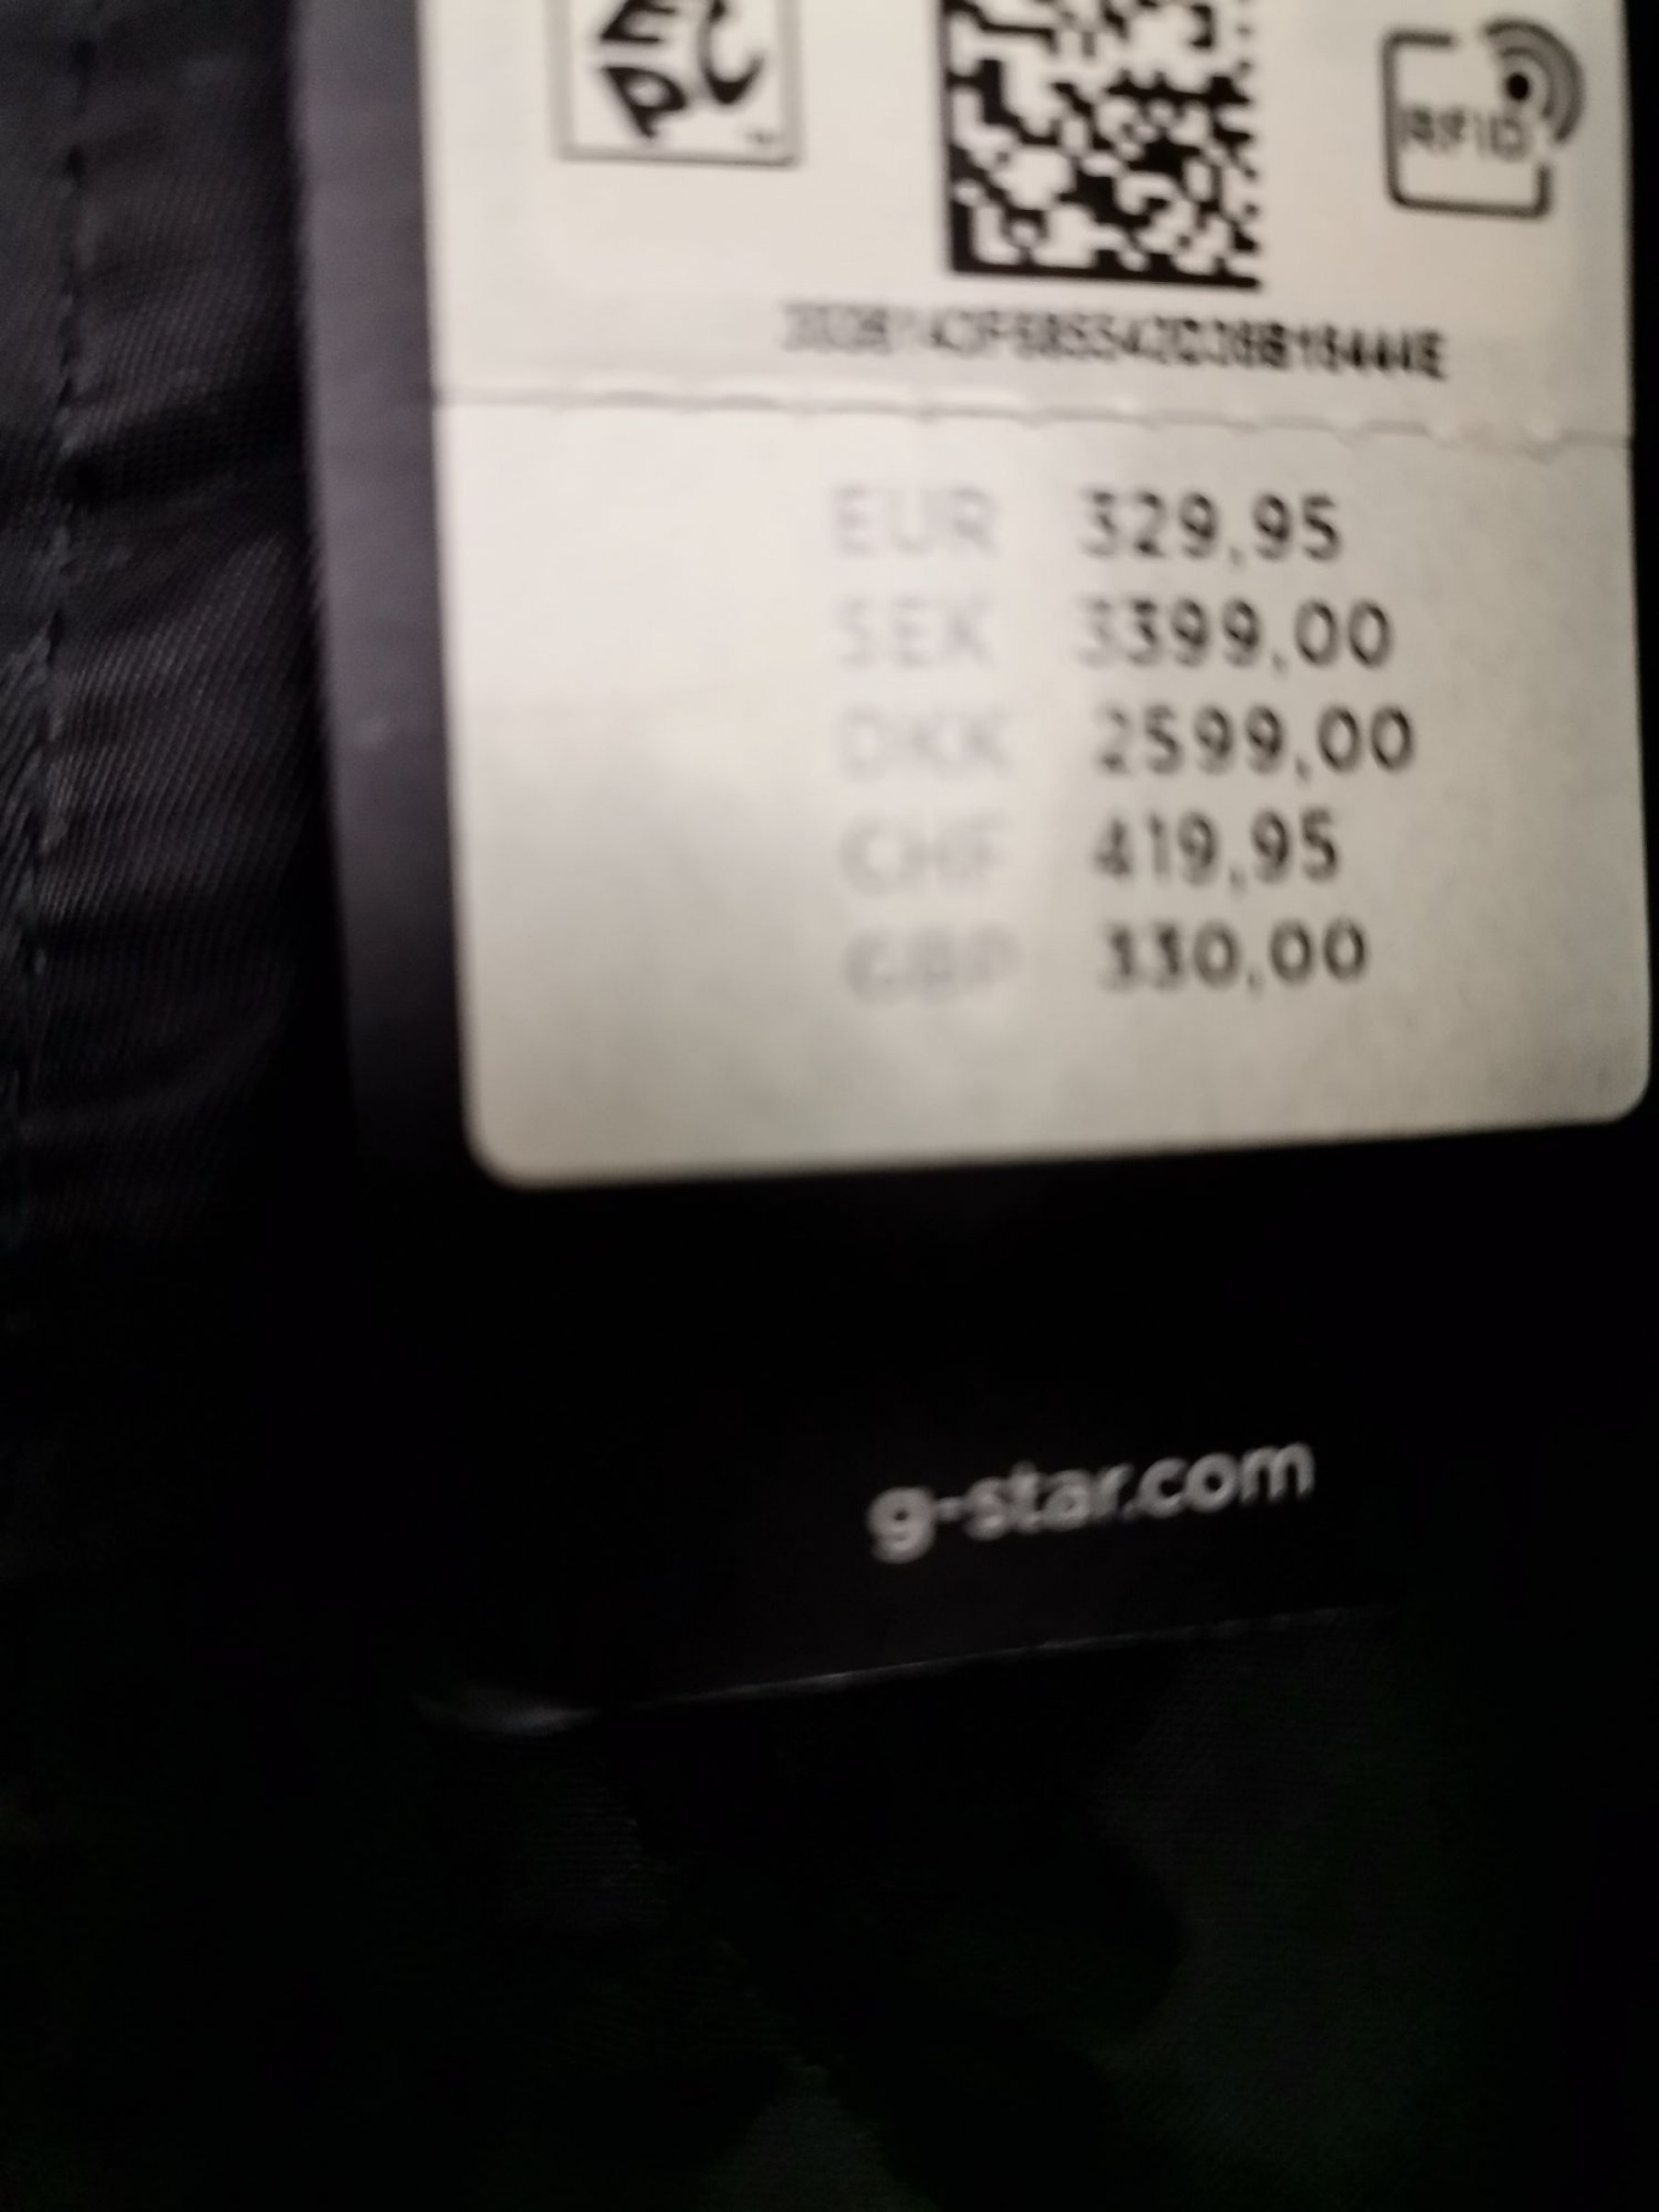 EPC
RFID
EUR 329,95
SEK 3399,00
DKK 2599,00
CHF 419,95
GBP 330,00
g-star.com